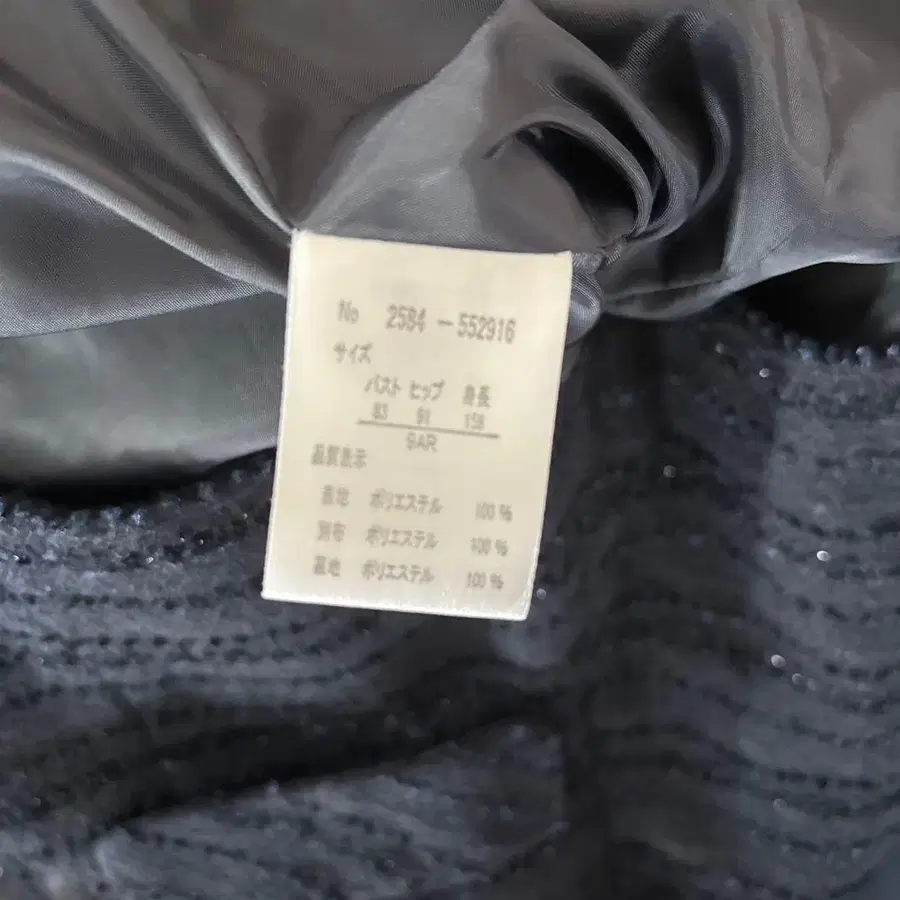 No 2584-552916
サイズ
バスト ヒップ 身長
83 91 158
9AR
品質表示
表地 ポリエステル 100%
別布 ポリエステル 100%
裏地 ポリエステル 100%